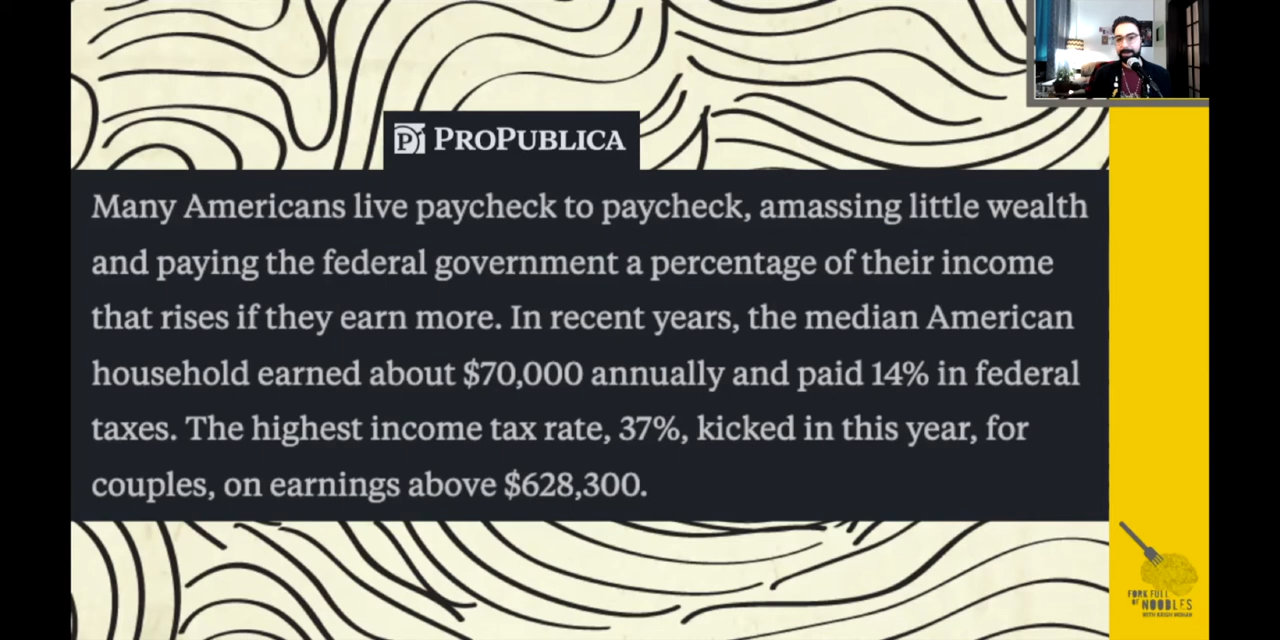 PROPUBLICA
Many Americans live paycheck to paycheck, amassing little wealth
and paying the federal government a percentage of their income
that rises if they earn more. In recent years, the median American
household earned about $70,000 annually and paid 14% in federal
taxes. The highest income tax rate, 37%, kicked in this year, for
couples, on earnings above $628,300.
FORK FULL
OF NOODLES
WITH KRISH MOHAN